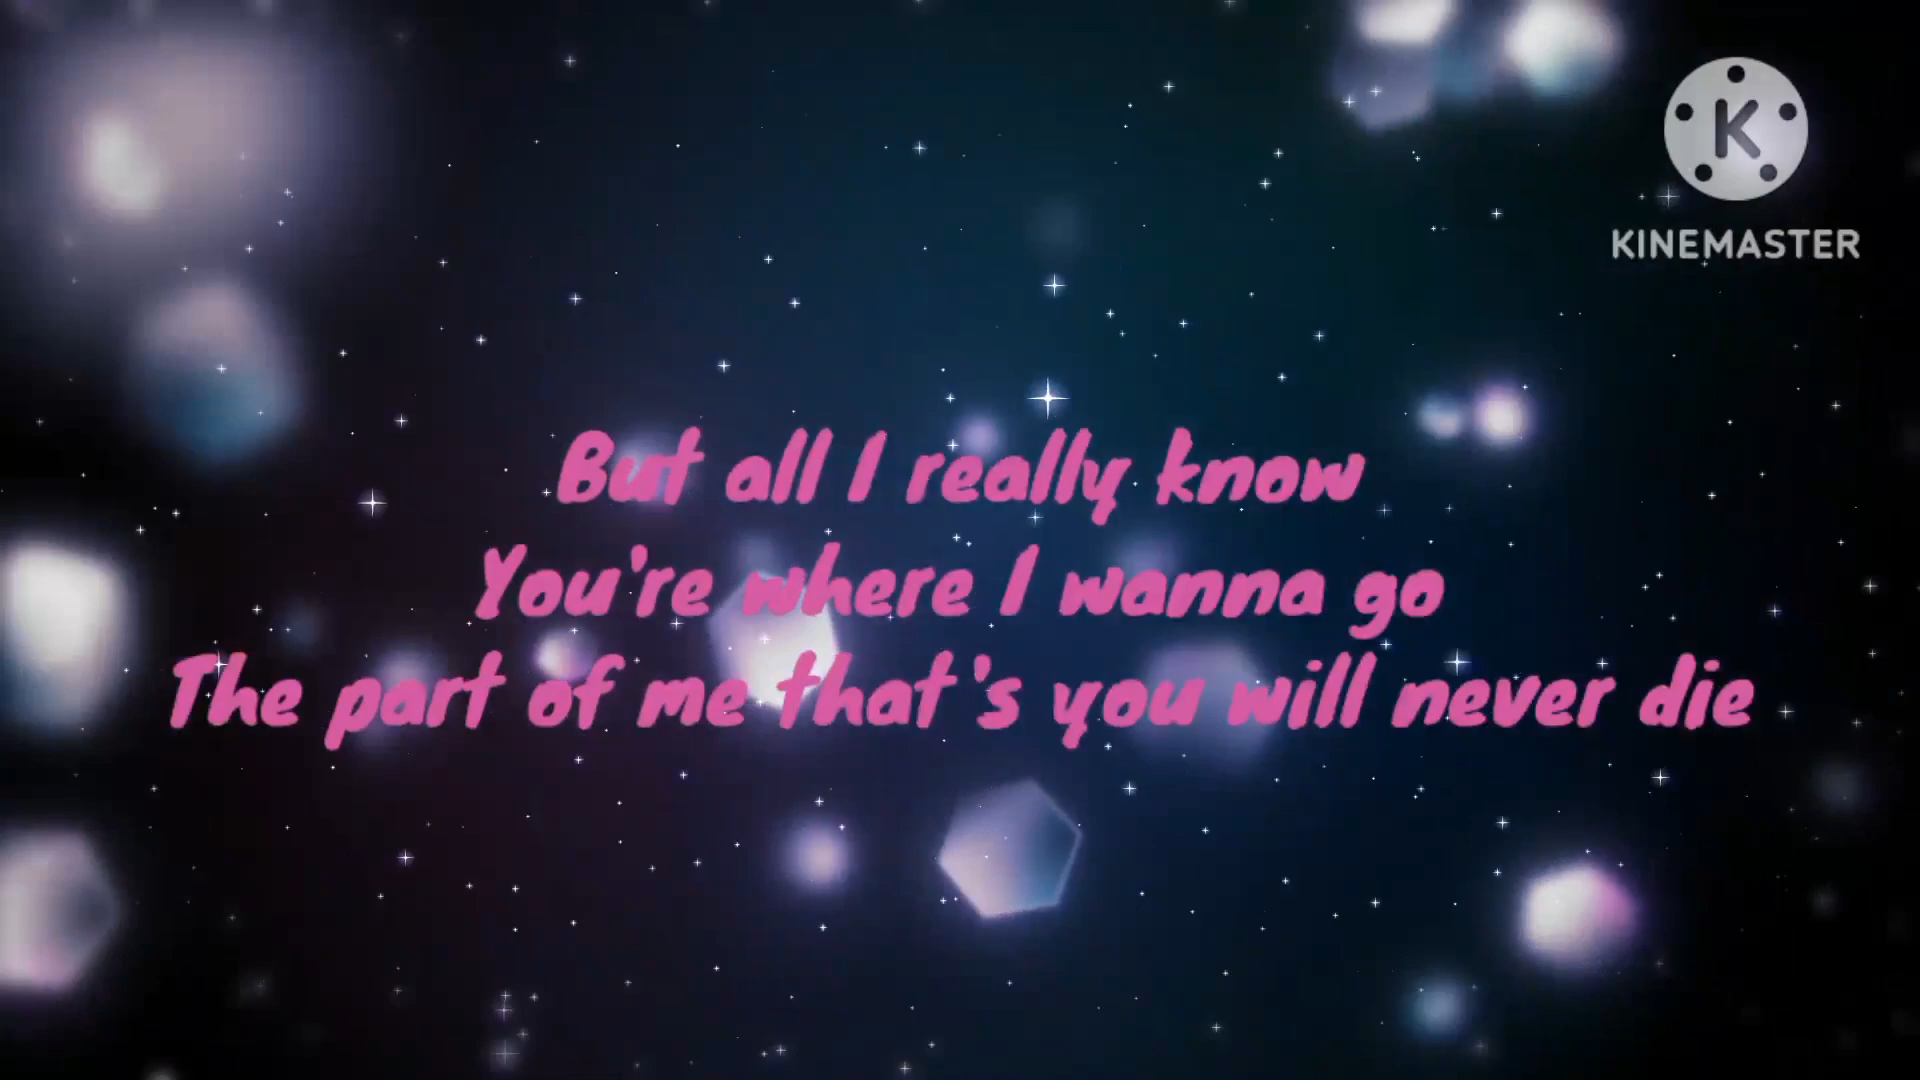 K
KINEMASTER
But all I really know
You're where I wanna go
The part of me that's you will never die